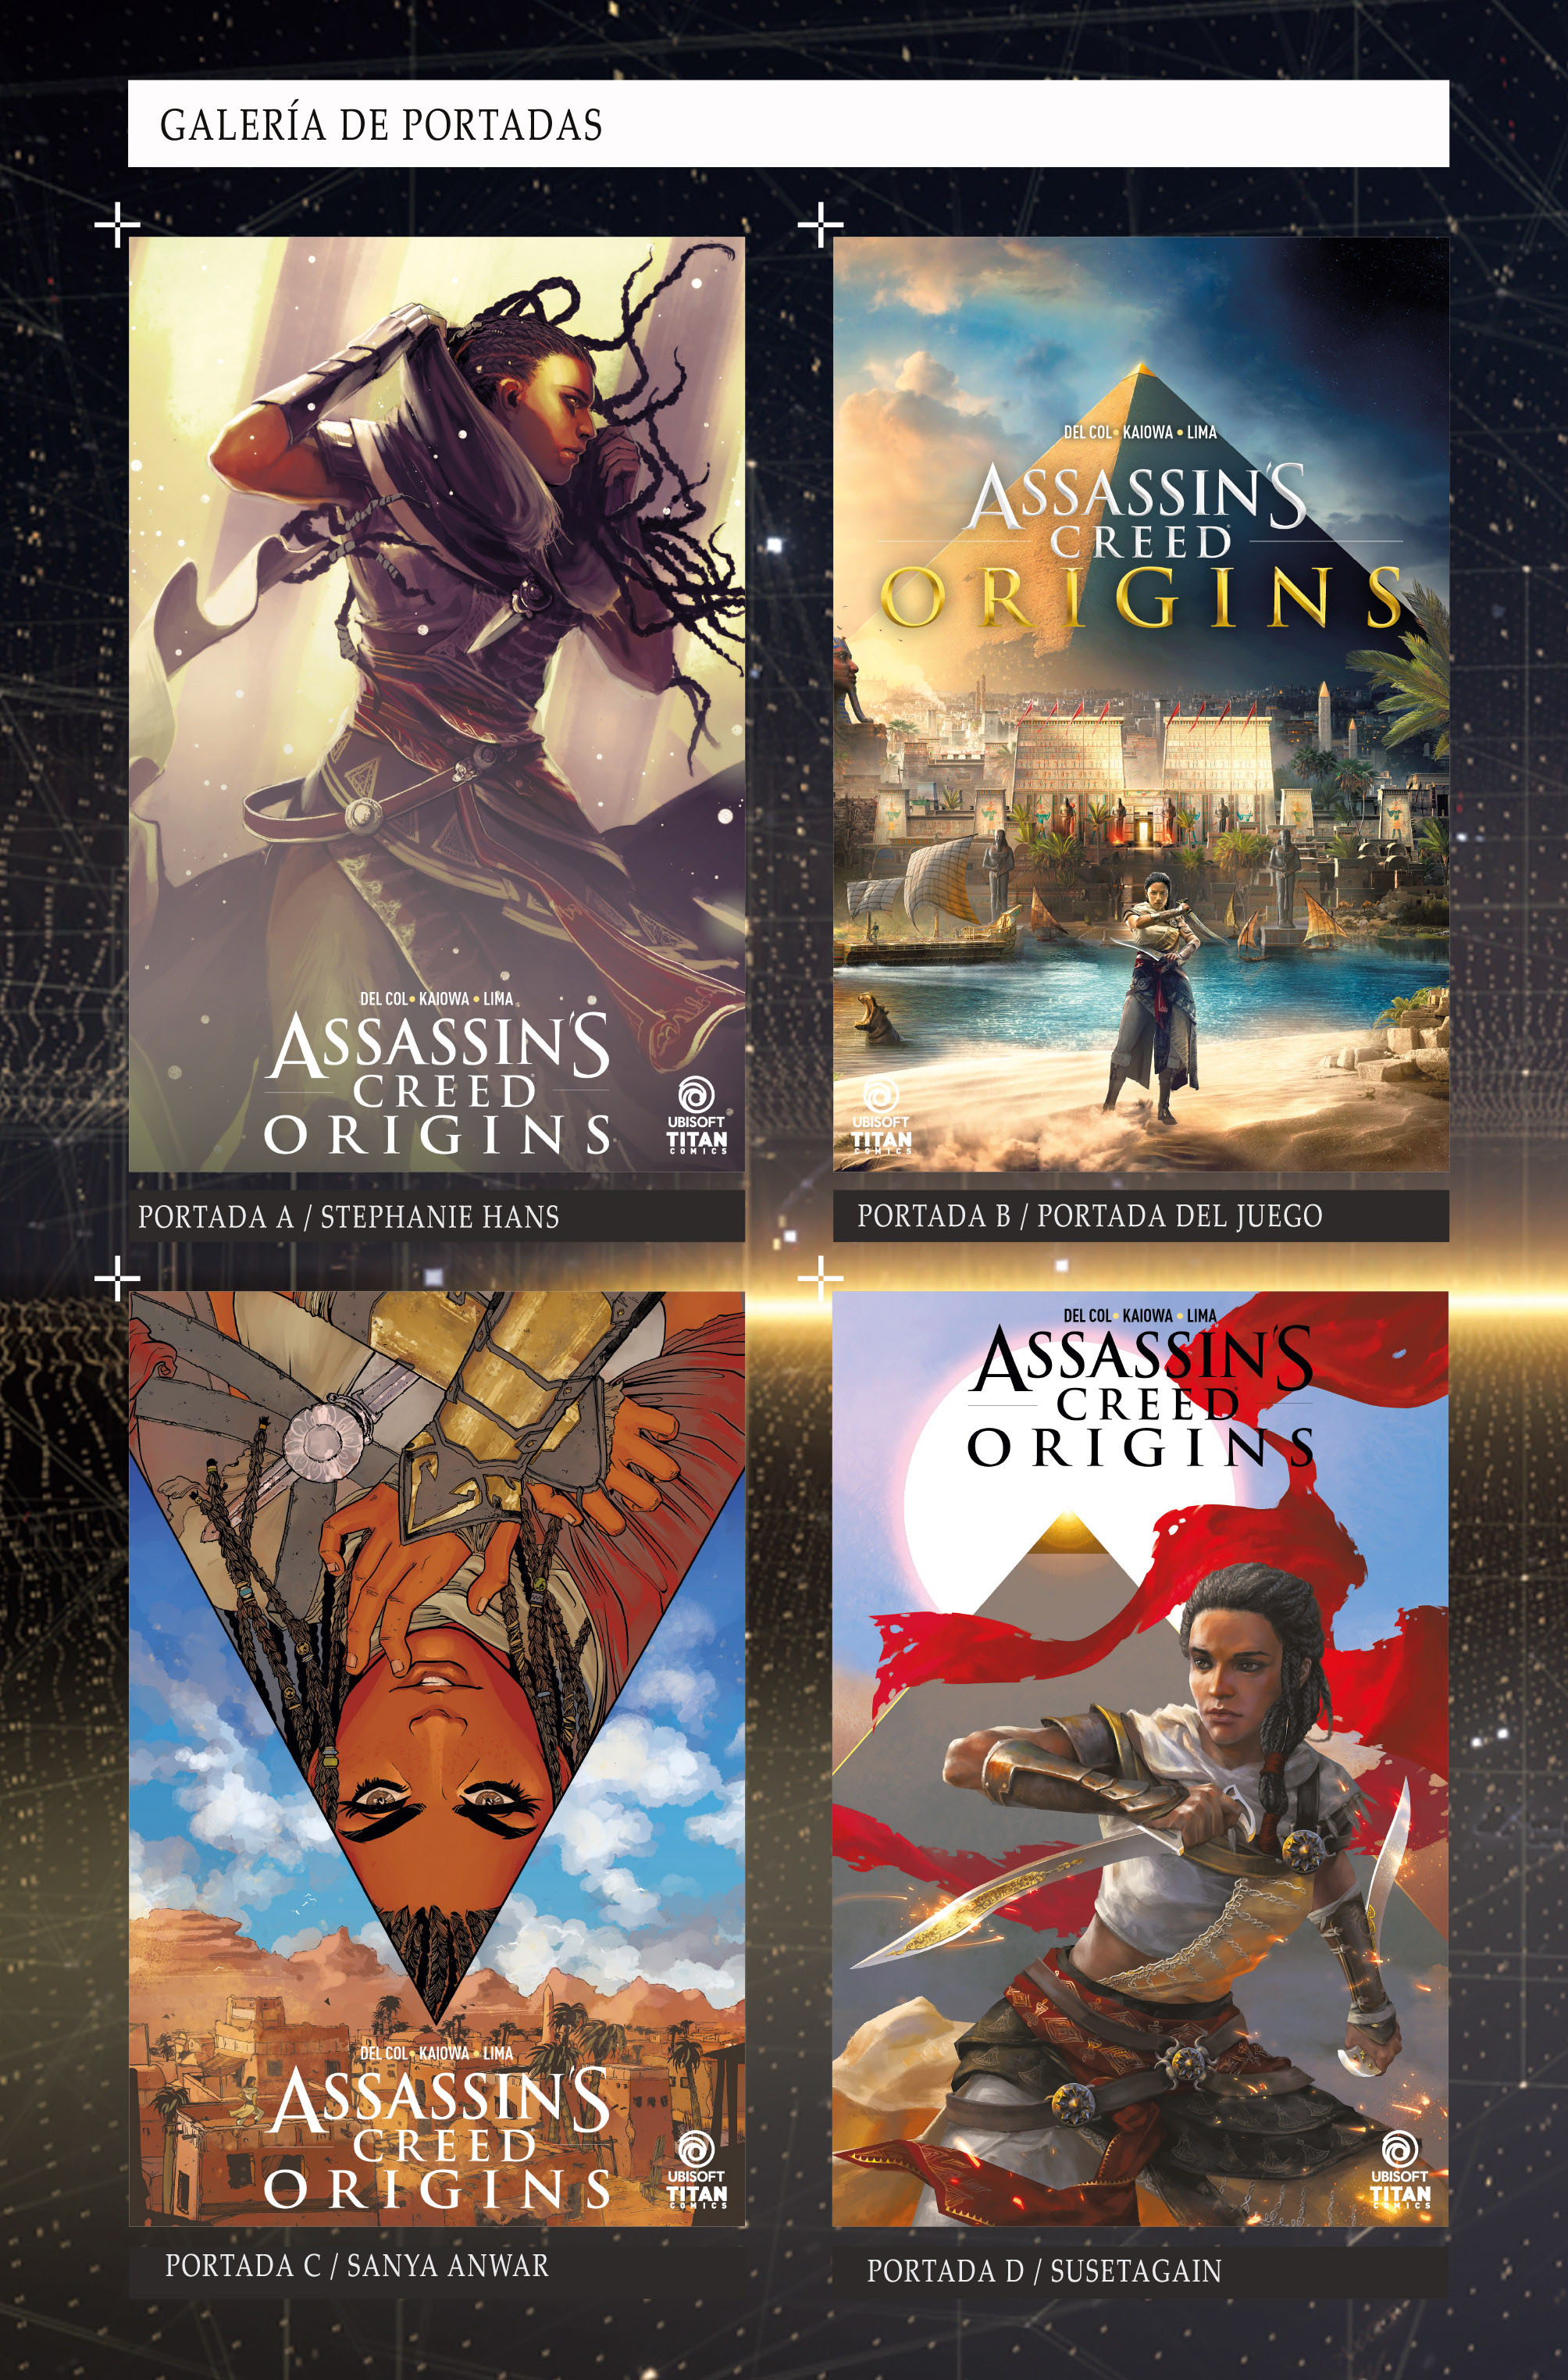 GALERÍA DE PORTADAS
DEL COL • KAIOWA • LIMA
ASSASSIN'S
CREED
ORIGINS
UBISOFT
TITAN
COMICS
PORTADA A / STEPHANIE HANS
DEL COL • KAIOWA • LIMA
ASSASSIN'S
CREED
ORIGINS
UBISOFT
TITAN
COMICS
PORTADA B / PORTADA DEL JUEGO
DEL COL • KAIOWA • LIMA
ASSASSIN'S
CREED
ORIGINS
UBISOFT
TITAN
COMICS
PORTADA C / SANYA ANWAR
DEL COL • KAIOWA • LIMA
ASSASSIN'S
CREED
ORIGINS
UBISOFT
TITAN
COMICS
PORTADA D / SUSETAGAIN